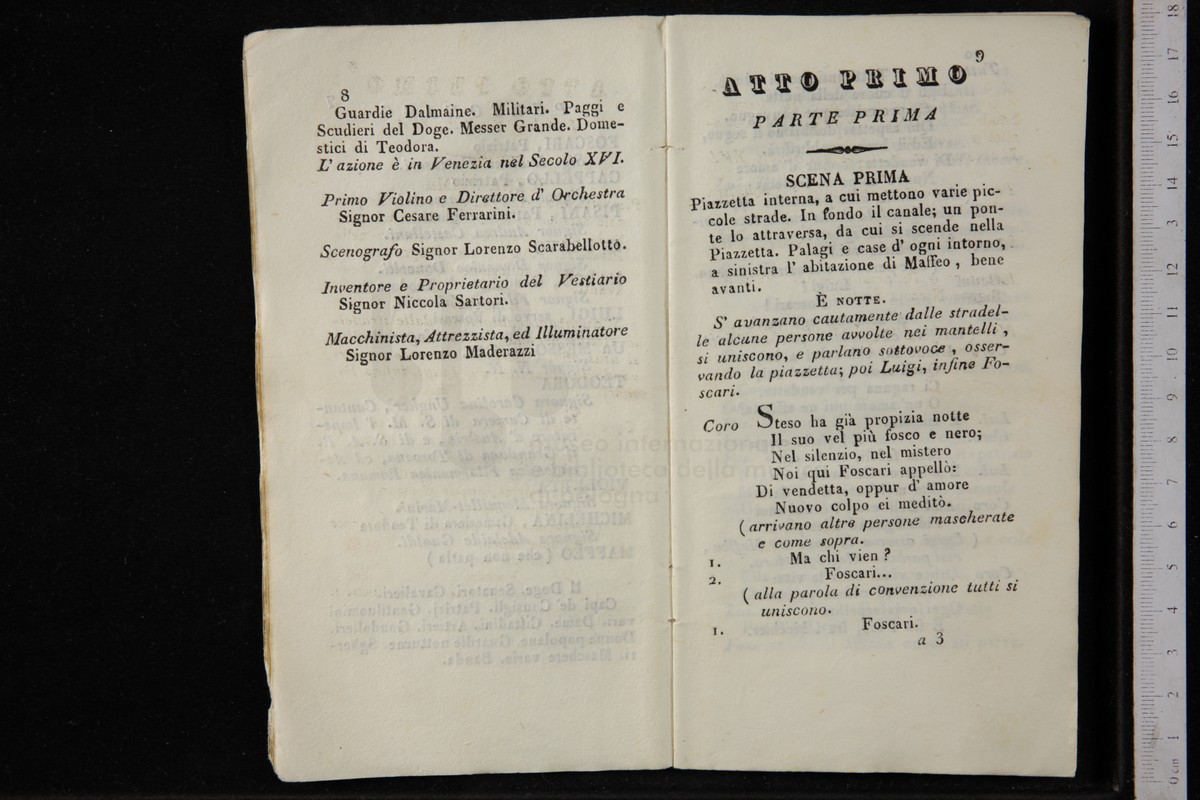 8
Guardie Dalmaine. Militari. Paggi e
Scudieri del Doge. Messer Grande. Dome-
stici di Teodora.
L' azione è in Venezia nel Secolo XVI.
Primo Violino e Direttore d' Orchestra
Signor Cesare Ferrarini.
Scenografo Signor Lorenzo Scarabellotto.
Inventore e Proprietario del Vestiario
Signor Niccola Sartori.
Macchinista, Attrezzista, ed Illuminatore
Signor Lorenzo Maderazzi
9
ATTO PRIMO
PARTE PRIMA
SCENA PRIMA
Piazzetta interna, a cui mettono varie pic-
cole strade. In fondo il canale; un pon-
te lo attraversa, da cui si scende nella
Piazzetta. Palagi e case d' ogni intorno,
a sinistra l' abitazione di Maffeo, bene
avanti.
È NOTTE.
S' avanzano cautamente dalle stradel-
le alcune persone avvolte nei mantelli,
si uniscono, e parlano sottovoce, osser-
vando la piazzetta; poi Luigi, infine Fo-
scari.
Coro Steso ha già propizia notte
Il suo vel più fosco e nero;
Nel silenzio, nel mistero
Noi qui Foscari appellò:
Di vendetta, oppur d' amore
Nuovo colpo ei meditò.
(arrivano altre persone mascherate
e come sopra.
1. Ma chi vien?
2. Foscari...
(alla parola di convenzione tutti si
uniscono.
1. Foscari.
a 3
museo internazionale
e biblioteca della musica
di bologna